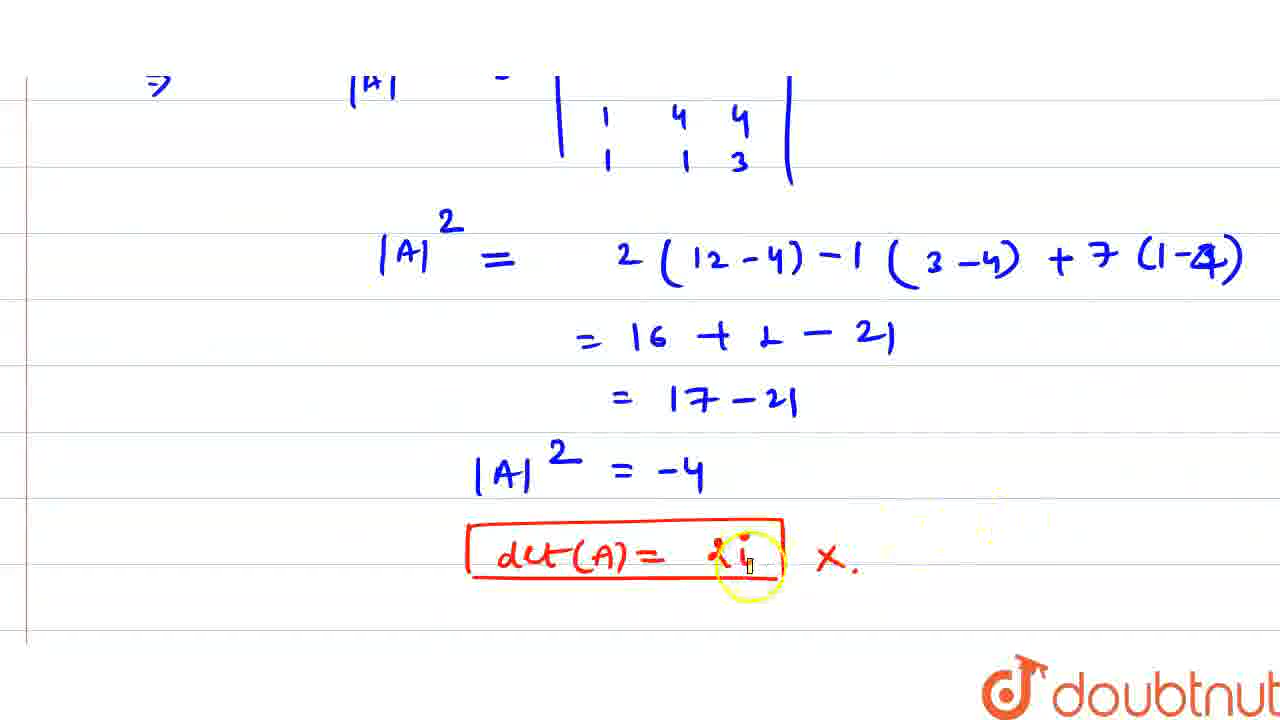 ⇒ |A| =
1 4 4
1 1 3
|A|² = 2 (12 - 4) - 1 (3 - 4) + 7 (1 - 4)
= 16 + 1 - 21
= 17 - 21
|A|² = -4
det(A) = 2i ×.
doubtnut